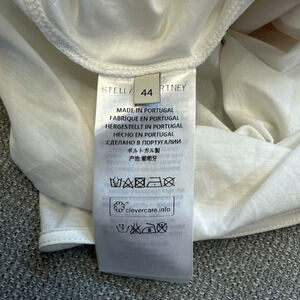 STELLA McCARTNEY
44
MADE IN PORTUGAL
FABRIQUÉ EN PORTUGAL
HERGESTELLT IN PORTUGAL
HECHO EN PORTUGAL
СДЕЛАНО В ПОРТУГАЛИИ
ポルトガル製
产地:葡萄牙
clevercare.info